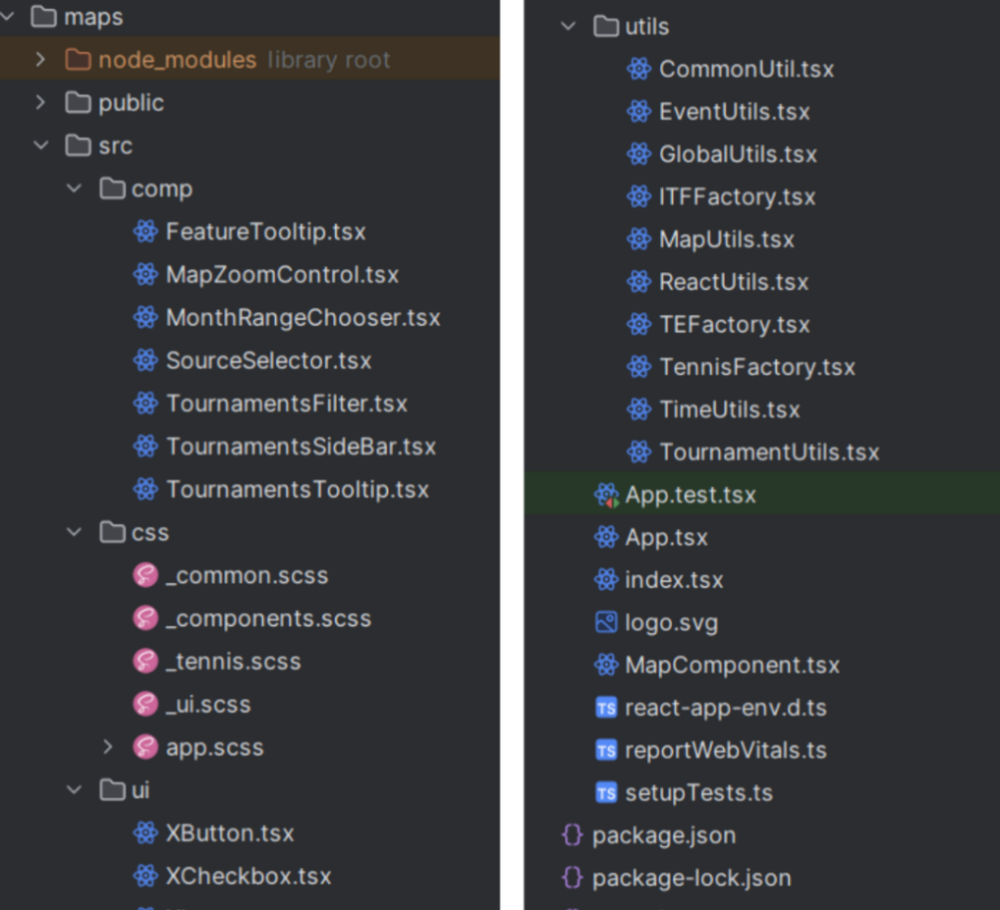 maps
node_modules library root
public
src
comp
FeatureTooltip.tsx
MapZoomControl.tsx
MonthRangeChooser.tsx
SourceSelector.tsx
TournamentsFilter.tsx
TournamentsSideBar.tsx
TournamentsTooltip.tsx
css
_common.scss
_components.scss
_tennis.scss
_ui.scss
app.scss
ui
XButton.tsx
XCheckbox.tsx
utils
CommonUtil.tsx
EventUtils.tsx
GlobalUtils.tsx
ITFFactory.tsx
MapUtils.tsx
ReactUtils.tsx
TEFactory.tsx
TennisFactory.tsx
TimeUtils.tsx
TournamentUtils.tsx
App.test.tsx
App.tsx
index.tsx
logo.svg
MapComponent.tsx
TS react-app-env.d.ts
TS reportWebVitals.ts
TS setupTests.ts
{} package.json
{} package-lock.json